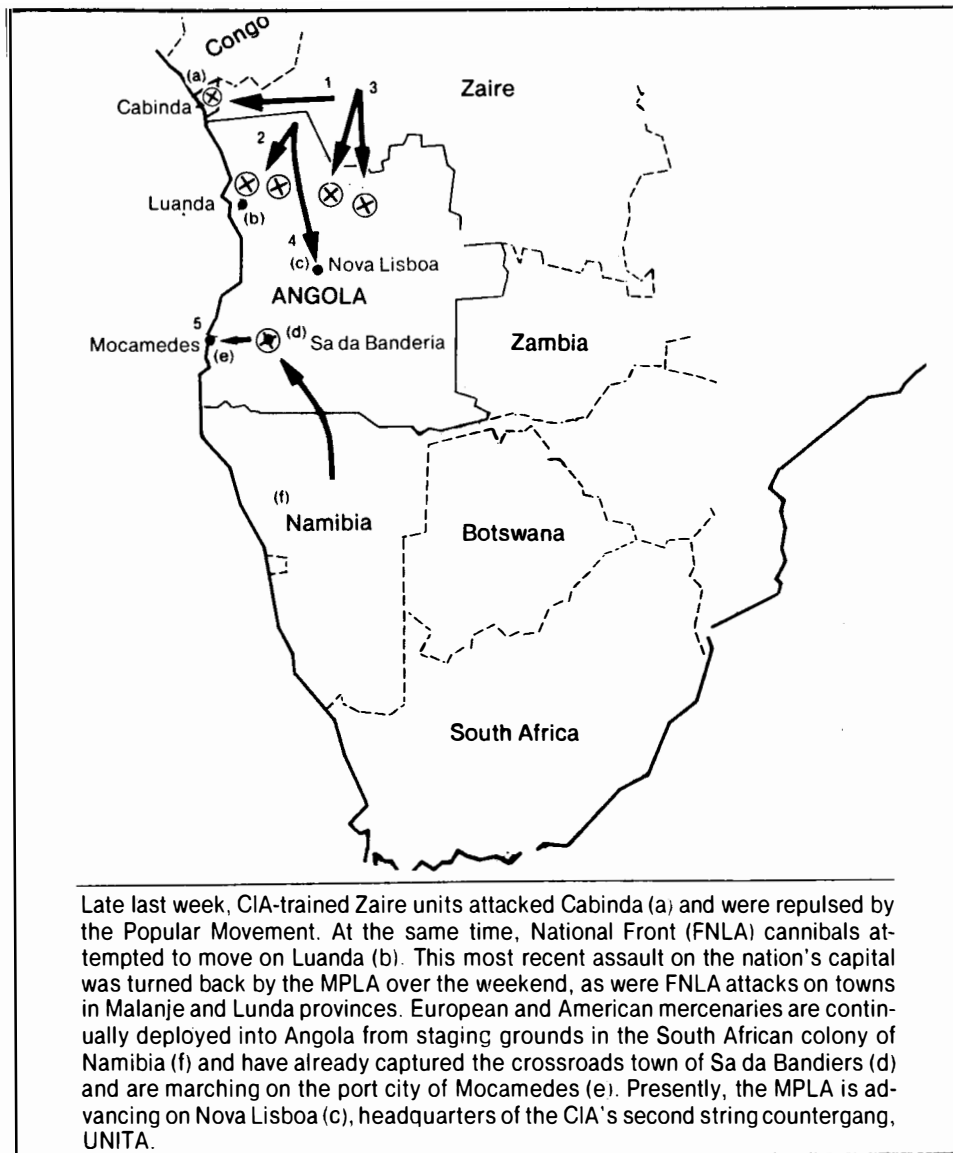 Congo
(a)
1
3
Zaire
Cabinda
2
Luanda
(b)
4
(c) Nova Lisboa
ANGOLA
5
(d)
Mocamedes
Sa da Banderia
Zambia
(e)
(f)
Namibia
Botswana
South Africa
Late last week, CIA-trained Zaire units attacked Cabinda (a) and were repulsed by
the Popular Movement. At the same time, National Front (FNLA) cannibals at-
tempted to move on Luanda (b). This most recent assault on the nation's capital
was turned back by the MPLA over the weekend, as were FNLA attacks on towns
in Malanje and Lunda provinces. European and American mercenaries are contin-
ually deployed into Angola from staging grounds in the South African colony of
Namibia (f) and have already captured the crossroads town of Sa da Bandiers (d)
and are marching on the port city of Mocamedes (e). Presently, the MPLA is ad-
vancing on Nova Lisboa (c), headquarters of the CIA's second string countergang,
UNITA.